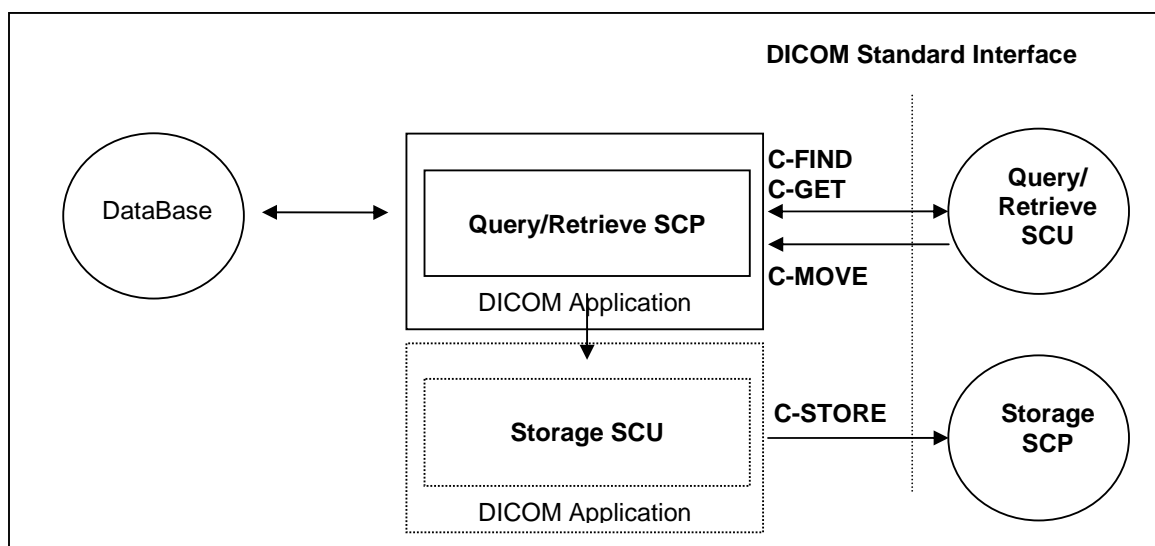 DICOM Standard Interface
DataBase
Query/Retrieve SCP
DICOM Application
C-FIND
C-GET
C-MOVE
Query/
Retrieve
SCU
Storage SCU
DICOM Application
C-STORE
Storage
SCP